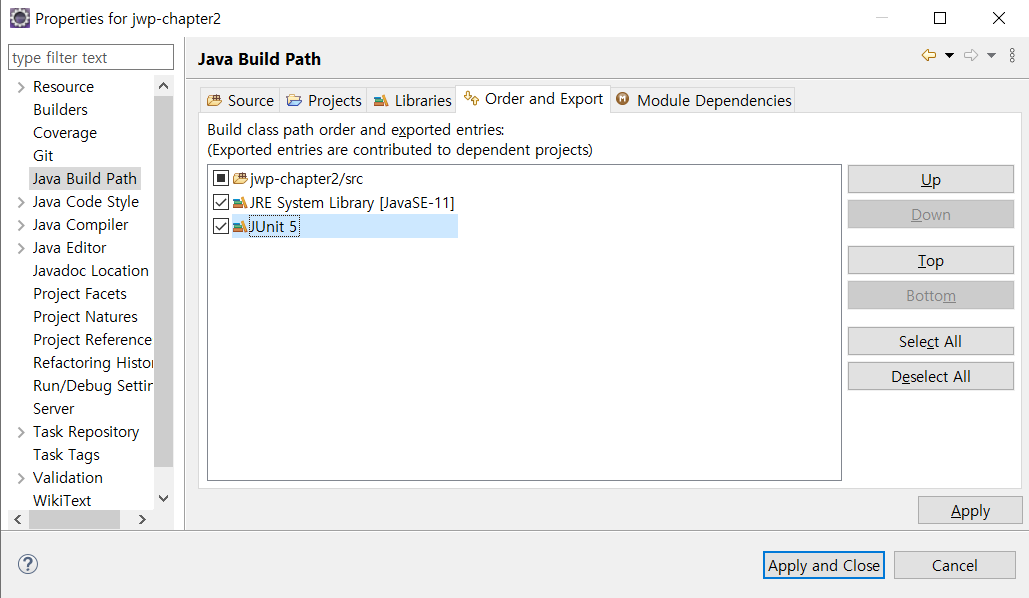 Properties for jwp-chapter2
type filter text
Resource
Builders
Coverage
Git
Java Build Path
Java Code Style
Java Compiler
Java Editor
Javadoc Location
Project Facets
Project Natures
Project Reference
Refactoring Histor
Run/Debug Settin
Server
Task Repository
Task Tags
Validation
WikiText
Java Build Path
Source Projects Libraries Order and Export Module Dependencies
Build class path order and exported entries:
(Exported entries are contributed to dependent projects)
jwp-chapter2/src
JRE System Library [JavaSE-11]
JUnit 5
Up
Down
Top
Bottom
Select All
Deselect All
Apply
Apply and Close
Cancel